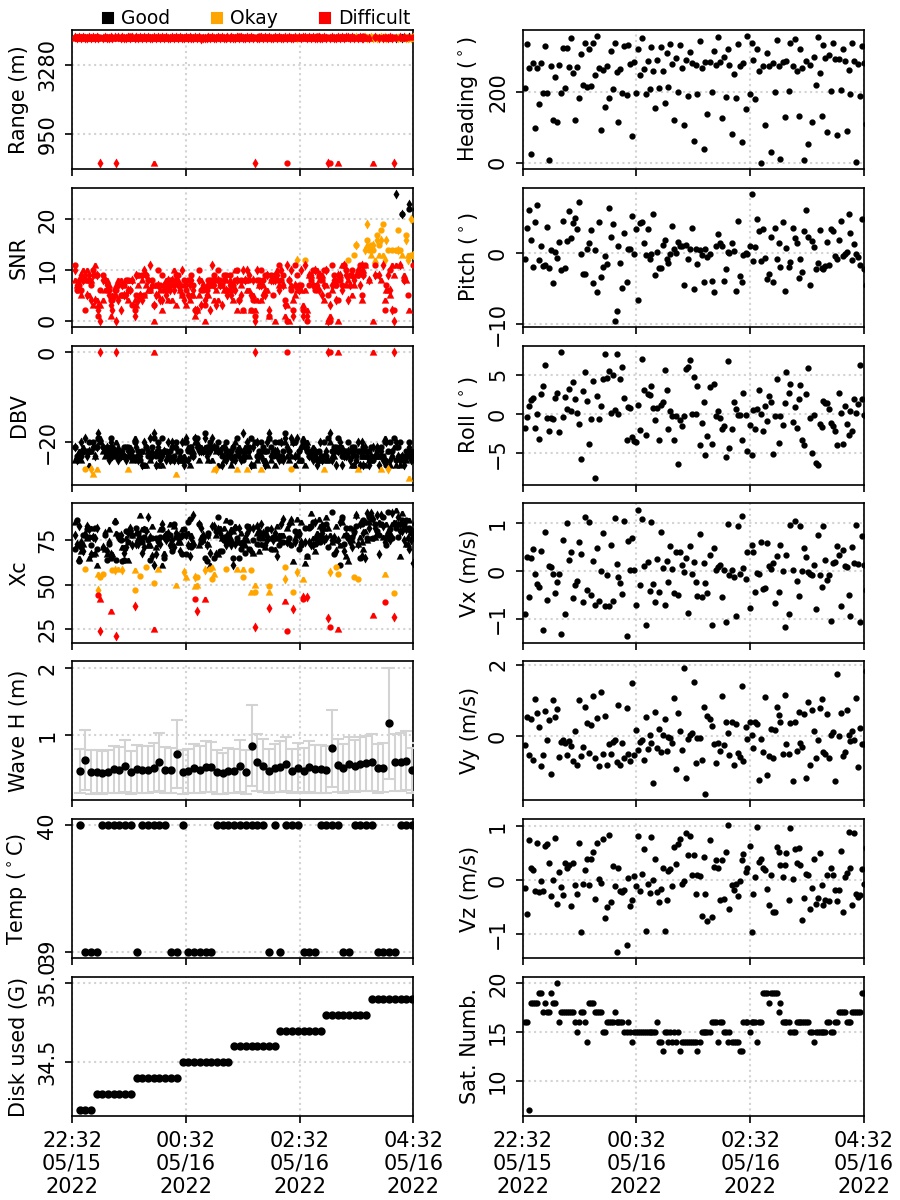 Good Okay Difficult
Range (m)
3280
950
Heading (°)
200
0
SNR
20
10
0
Pitch (°)
0
−10
DBV
0
−20
Roll (°)
5
0
−5
Xc
75
50
25
Vx (m/s)
1
0
−1
Wave H (m)
2
1
Vy (m/s)
2
0
Temp (°C)
40
039
Vz (m/s)
1
0
−1
Disk used (G)
35.
34.5
Sat. Numb.
20
15
10
22:32 00:32 02:32 04:32
05/15 05/16 05/16 05/16
2022 2022 2022 2022
22:32 00:32 02:32 04:32
05/15 05/16 05/16 05/16
2022 2022 2022 2022